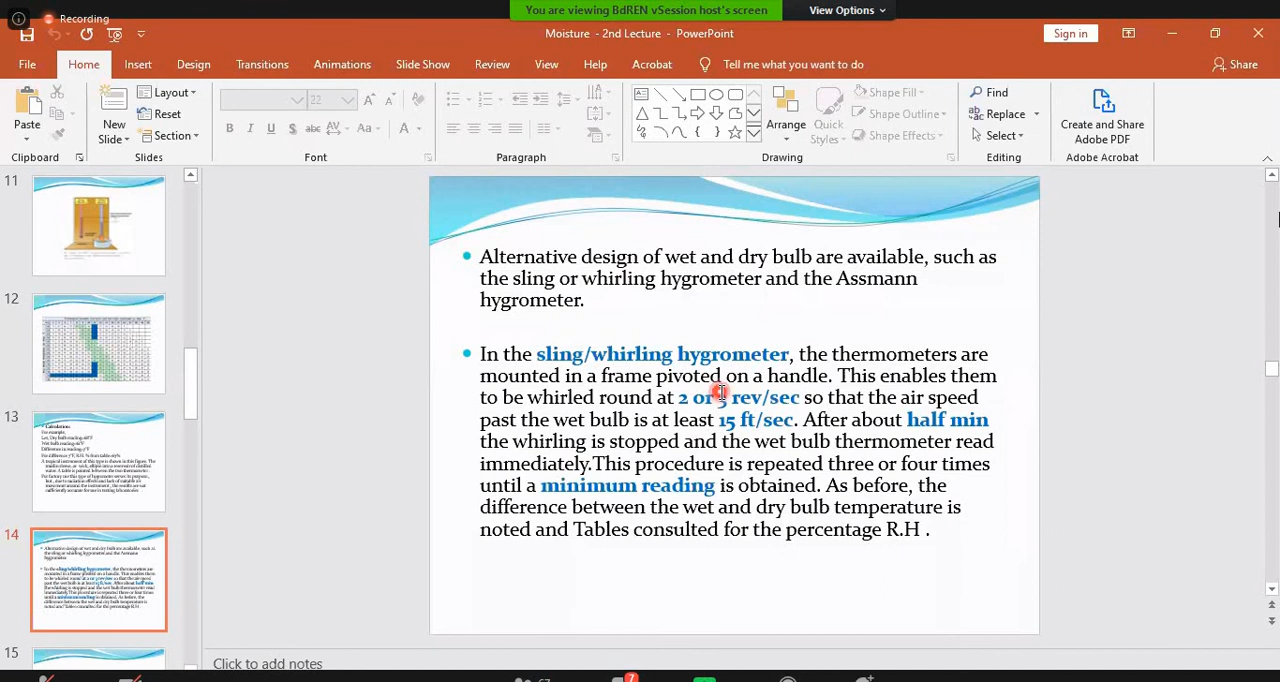 Recording
You are viewing BdREN vSession host's screen
View Options
Moisture - 2nd Lecture - PowerPoint
Sign in
File Home Insert Design Transitions Animations Slide Show Review View Help Acrobat Tell me what you want to do Share
Paste
New
Slide
Layout
Reset
Section
22
B I U S abc AV Aa A
Arrange
Quick
Styles
Shape Fill
Shape Outline
Shape Effects
Find
Replace
Select
Create and Share
Adobe PDF
Clipboard Slides Font Paragraph Drawing Editing Adobe Acrobat
11
12
13
14
15
• Alternative design of wet and dry bulb are available, such as
the sling or whirling hygrometer and the Assmann
hygrometer.
• In the sling/whirling hygrometer, the thermometers are
mounted in a frame pivoted on a handle. This enables them
to be whirled round at 2 or 3 rev/sec so that the air speed
past the wet bulb is at least 15 ft/sec. After about half min
the whirling is stopped and the wet bulb thermometer read
immediately.This procedure is repeated three or four times
until a minimum reading is obtained. As before, the
difference between the wet and dry bulb temperature is
noted and Tables consulted for the percentage R.H .
Click to add notes
7